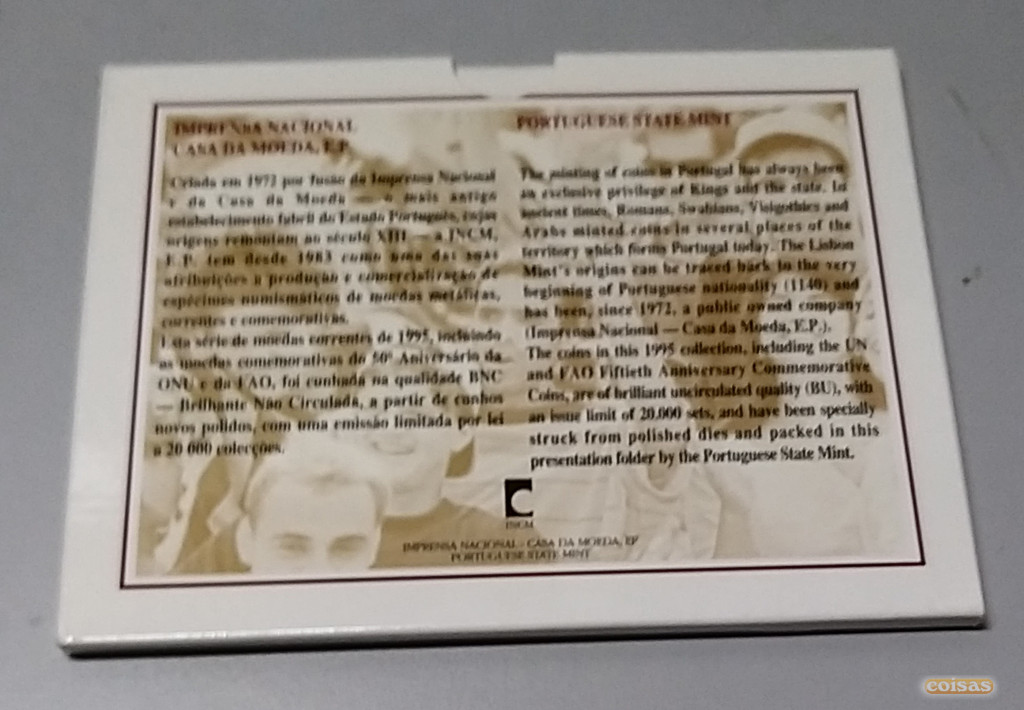 IMPRENSA NACIONAL
CASA DA MOEDA, E.P.
Criada em 1972 por fusão da Imprensa Nacional
e da Casa da Moeda — o mais antigo
estabelecimento fabril do Estado Português, cujas
origens remontam ao século XIII — a INCM,
E.P. tem desde 1983 como uma das suas
atribuições a produção e comercialização de
espécimes numismáticos de moedas metálicas,
correntes e comemorativas.
Esta série de moedas correntes de 1995, incluindo
as moedas comemorativas do 50º Aniversário da
ONU e da FAO, foi cunhada na qualidade BNC
— Brilhante Não Circulada, a partir de cunhos
novos polidos, com uma emissão limitada por lei
a 20 000 colecções.
PORTUGUESE STATE MINT
The minting of coins in Portugal has always been
an exclusive privilege of Kings and the state. In
ancient times, Romans, Swabians, Visigothics and
Arabs minted coins in several places of the
territory which forms Portugal today. The Lisbon
Mint's origins can be traced back to the very
beginning of Portuguese nationality (1140) and
has been, since 1972, a public owned company
(Imprensa Nacional — Casa da Moeda, E.P.).
The coins in this 1995 collection, including the UN
and FAO Fiftieth Anniversary Commemorative
Coins, are of brilliant uncirculated quality (BU), with
an issue limit of 20.000 sets, and have been specially
struck from polished dies and packed in this
presentation folder by the Portuguese State Mint.
INCM
IMPRENSA NACIONAL - CASA DA MOEDA, EP
PORTUGUESE STATE MINT
coisas